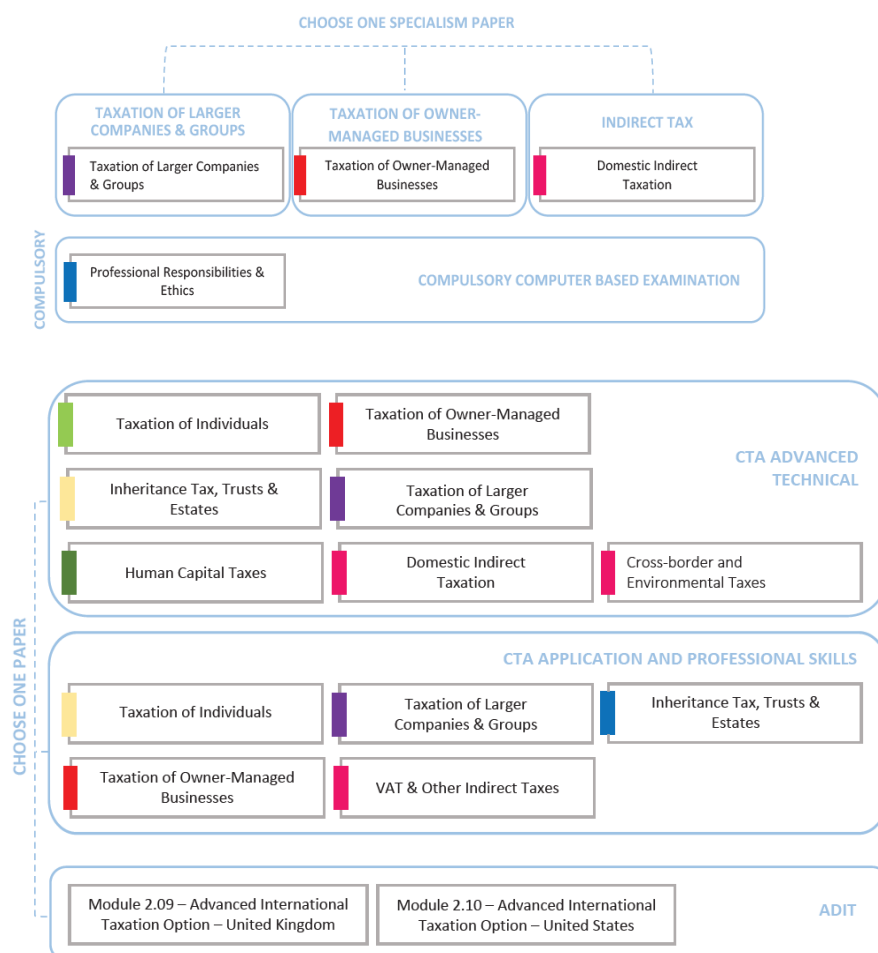 CHOOSE ONE SPECIALISM PAPER
TAXATION OF LARGER
COMPANIES & GROUPS
Taxation of Larger Companies
& Groups
TAXATION OF OWNER-
MANAGED BUSINESSES
Taxation of Owner-Managed
Businesses
INDIRECT TAX
Domestic Indirect
Taxation
COMPULSORY
Professional Responsibilities &
Ethics
COMPULSORY COMPUTER BASED EXAMINATION
CHOOSE ONE PAPER
Taxation of Individuals
Taxation of Owner-Managed
Businesses
CTA ADVANCED
TECHNICAL
Inheritance Tax, Trusts &
Estates
Taxation of Larger
Companies & Groups
Human Capital Taxes
Domestic Indirect
Taxation
Cross-border and
Environmental Taxes
CTA APPLICATION AND PROFESSIONAL SKILLS
Taxation of Individuals
Taxation of Larger
Companies & Groups
Inheritance Tax, Trusts &
Estates
Taxation of Owner-Managed
Businesses
VAT & Other Indirect Taxes
Module 2.09 – Advanced International
Taxation Option – United Kingdom
Module 2.10 – Advanced International
Taxation Option – United States
ADIT